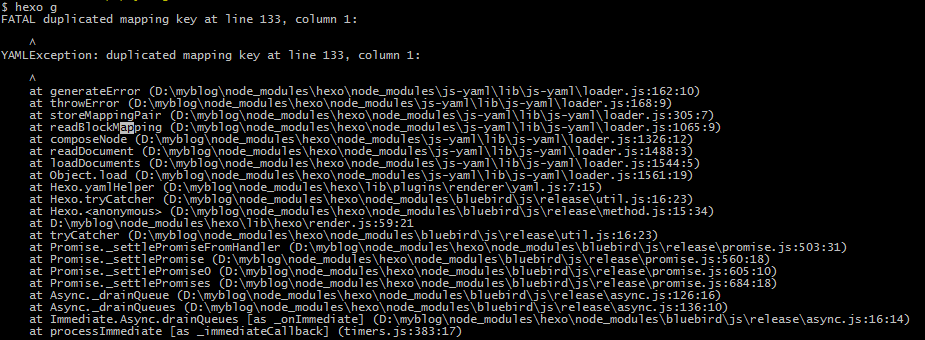 $ hexo g
FATAL duplicated mapping key at line 133, column 1:
^
YAMLException: duplicated mapping key at line 133, column 1:
^
at generateError (D:\myblog\node_modules\hexo\node_modules\js-yaml\lib\js-yaml\loader.js:162:10)
at throwError (D:\myblog\node_modules\hexo\node_modules\js-yaml\lib\js-yaml\loader.js:168:9)
at storeMappingPair (D:\myblog\node_modules\hexo\node_modules\js-yaml\lib\js-yaml\loader.js:305:7)
at readBlockMapping (D:\myblog\node_modules\hexo\node_modules\js-yaml\lib\js-yaml\loader.js:1065:9)
at composeNode (D:\myblog\node_modules\hexo\node_modules\js-yaml\lib\js-yaml\loader.js:1326:12)
at readDocument (D:\myblog\node_modules\hexo\node_modules\js-yaml\lib\js-yaml\loader.js:1488:3)
at loadDocuments (D:\myblog\node_modules\hexo\node_modules\js-yaml\lib\js-yaml\loader.js:1544:5)
at Object.load (D:\myblog\node_modules\hexo\node_modules\js-yaml\lib\js-yaml\loader.js:1561:19)
at Hexo.yamlHelper (D:\myblog\node_modules\hexo\lib\plugins\renderer\yaml.js:7:15)
at Hexo.tryCatcher (D:\myblog\node_modules\hexo\node_modules\bluebird\js\release\util.js:16:23)
at Hexo.<anonymous> (D:\myblog\node_modules\hexo\node_modules\bluebird\js\release\method.js:15:34)
at D:\myblog\node_modules\hexo\lib\hexo\render.js:59:21
at tryCatcher (D:\myblog\node_modules\hexo\node_modules\bluebird\js\release\util.js:16:23)
at Promise._settlePromiseFromHandler (D:\myblog\node_modules\hexo\node_modules\bluebird\js\release\promise.js:503:31)
at Promise._settlePromise (D:\myblog\node_modules\hexo\node_modules\bluebird\js\release\promise.js:560:18)
at Promise._settlePromise0 (D:\myblog\node_modules\hexo\node_modules\bluebird\js\release\promise.js:605:10)
at Promise._settlePromises (D:\myblog\node_modules\hexo\node_modules\bluebird\js\release\promise.js:684:18)
at Async._drainQueue (D:\myblog\node_modules\hexo\node_modules\bluebird\js\release\async.js:126:16)
at Async._drainQueues (D:\myblog\node_modules\hexo\node_modules\bluebird\js\release\async.js:136:10)
at Immediate.Async.drainQueues [as _onImmediate] (D:\myblog\node_modules\hexo\node_modules\bluebird\js\release\async.js:16:14)
at processImmediate [as _immediateCallback] (timers.js:383:17)